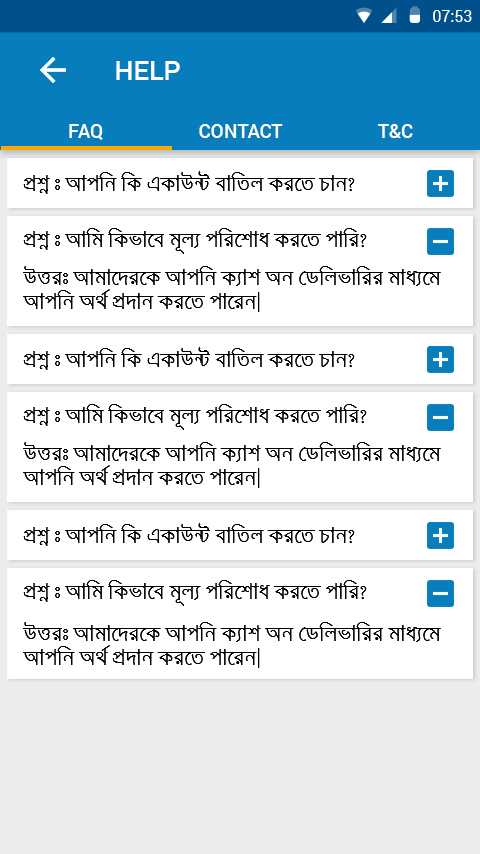 07:53
HELP
FAQ CONTACT T&C
প্রশ্ন ঃ আপনি কি একাউন্ট বাতিল করতে চান?
প্রশ্ন ঃ আমি কিভাবে মূল্য পরিশোধ করতে পারি?
উত্তরঃ আমাদেরকে আপনি ক্যাশ অন ডেলিভারির মাধ্যমে
আপনি অর্থ প্রদান করতে পারেন|
প্রশ্ন ঃ আপনি কি একাউন্ট বাতিল করতে চান?
প্রশ্ন ঃ আমি কিভাবে মূল্য পরিশোধ করতে পারি?
উত্তরঃ আমাদেরকে আপনি ক্যাশ অন ডেলিভারির মাধ্যমে
আপনি অর্থ প্রদান করতে পারেন|
প্রশ্ন ঃ আপনি কি একাউন্ট বাতিল করতে চান?
প্রশ্ন ঃ আমি কিভাবে মূল্য পরিশোধ করতে পারি?
উত্তরঃ আমাদেরকে আপনি ক্যাশ অন ডেলিভারির মাধ্যমে
আপনি অর্থ প্রদান করতে পারেন|